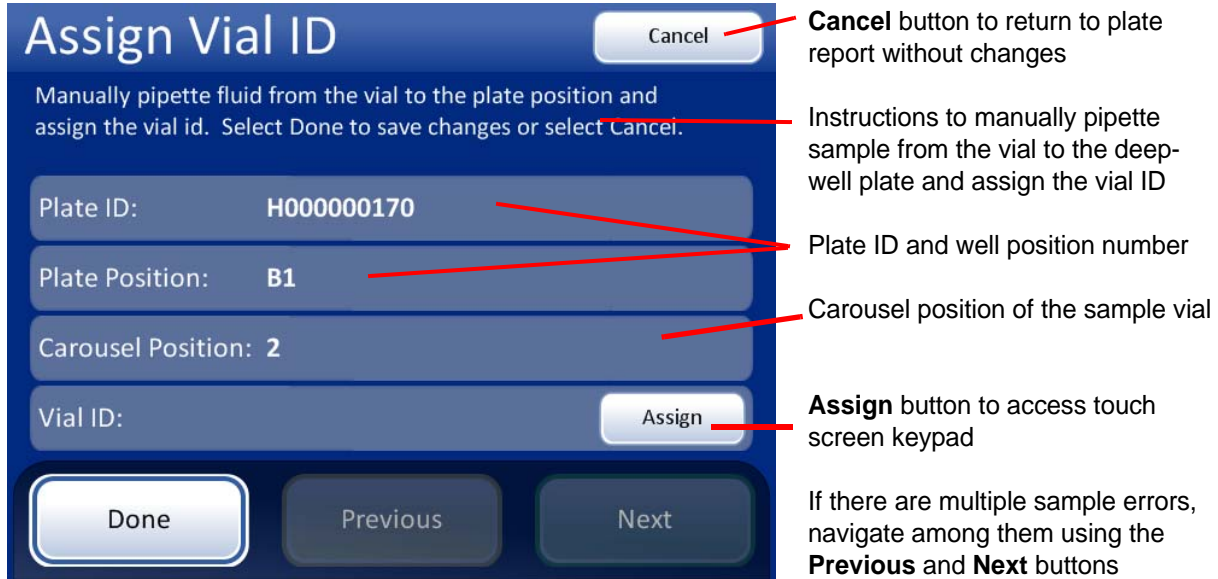 Assign Vial ID
Cancel
Manually pipette fluid from the vial to the plate position and
assign the vial id. Select Done to save changes or select Cancel.
Plate ID: H000000170
Plate Position: B1
Carousel Position: 2
Vial ID:
Assign
Done
Previous
Next
Cancel button to return to plate
report without changes
Instructions to manually pipette
sample from the vial to the deep-
well plate and assign the vial ID
Plate ID and well position number
Carousel position of the sample vial
Assign button to access touch
screen keypad
If there are multiple sample errors,
navigate among them using the
Previous and Next buttons